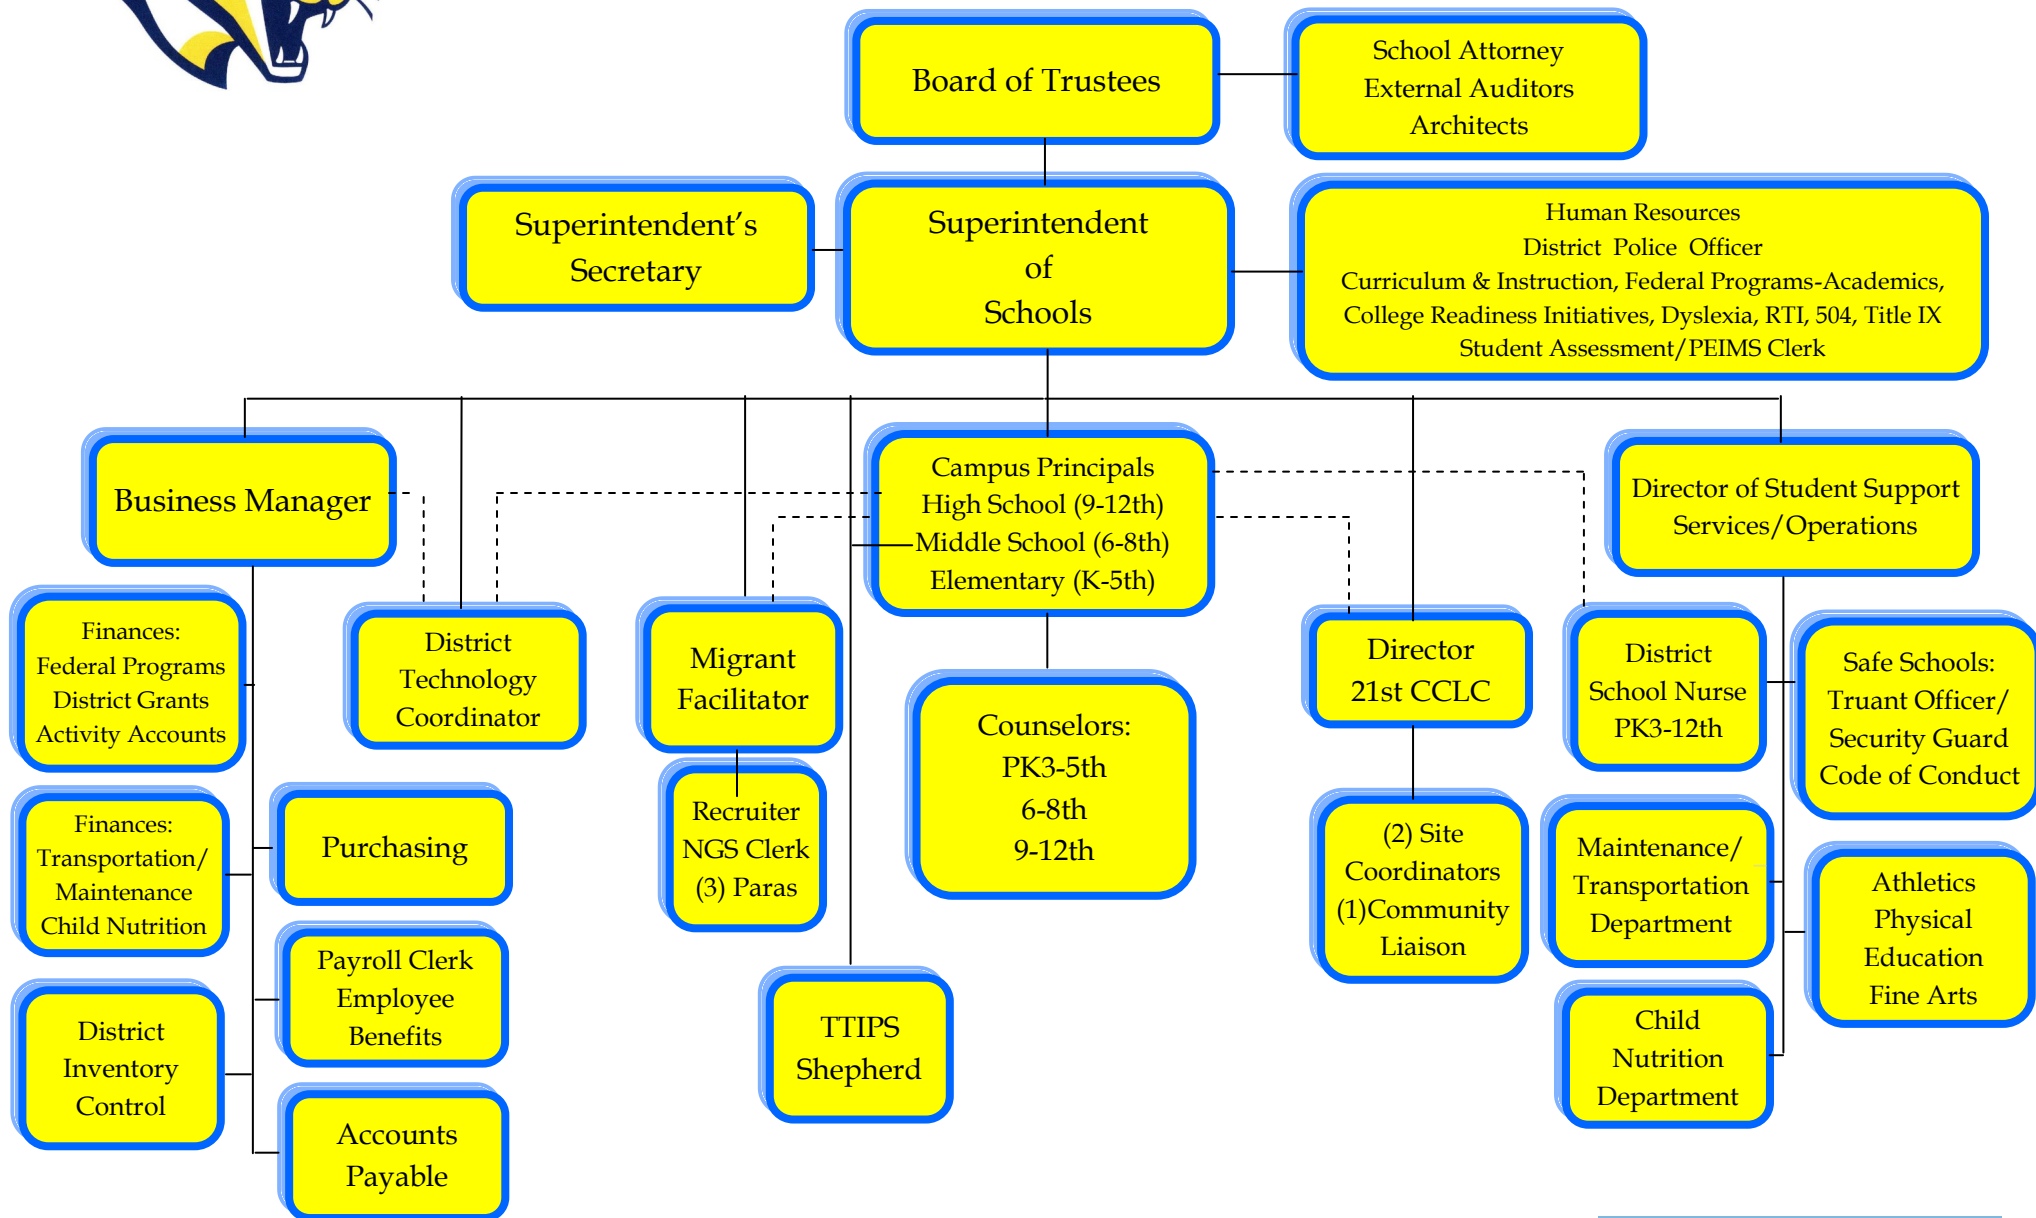 Board of Trustees
School Attorney
External Auditors
Architects
Superintendent's
Secretary
Superintendent
of
Schools
Human Resources
District Police Officer
Curriculum & Instruction, Federal Programs-Academics,
College Readiness Initiatives, Dyslexia, RTI, 504, Title IX
Student Assessment/PEIMS Clerk
Business Manager
Campus Principals
High School (9-12th)
Middle School (6-8th)
Elementary (K-5th)
Director of Student Support
Services/Operations
Finances:
Federal Programs
District Grants
Activity Accounts
District
Technology
Coordinator
Migrant
Facilitator
Counselors:
PK3-5th
6-8th
9-12th
Director
21st CCLC
District
School Nurse
PK3-12th
Safe Schools:
Truant Officer/
Security Guard
Code of Conduct
Finances:
Transportation/
Maintenance
Child Nutrition
Purchasing
Recruiter
NGS Clerk
(3) Paras
(2) Site
Coordinators
(1)Community
Liaison
Maintenance/
Transportation
Department
Athletics
Physical
Education
Fine Arts
Payroll Clerk
Employee
Benefits
District
Inventory
Control
TTIPS
Shepherd
Child
Nutrition
Department
Accounts
Payable